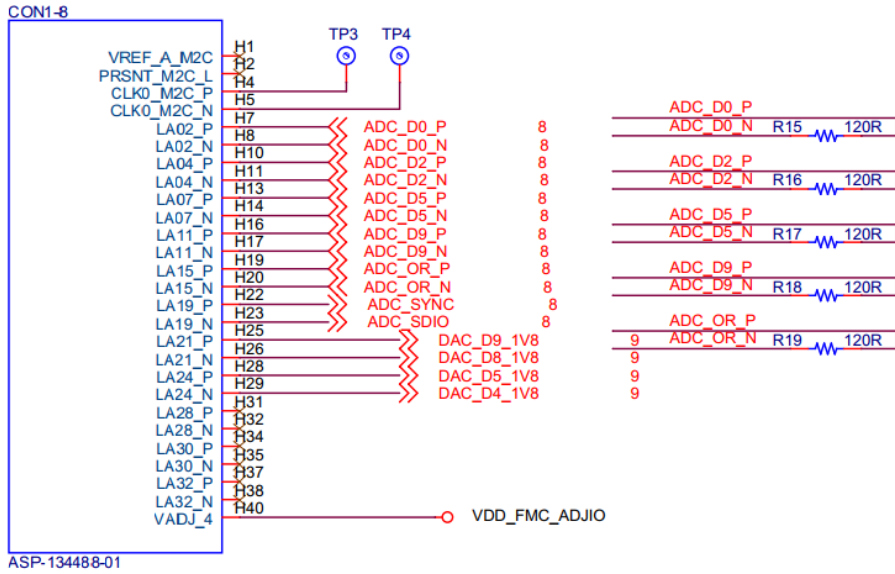 CON1-8
TP3 TP4
VREF_A_M2C H1
PRSNT_M2C_L H2
CLK0_M2C_P H4
CLK0_M2C_N H5
LA02_P H7 ADC_D0_P 8
LA02_N H8 ADC_D0_N 8
LA04_P H10 ADC_D2_P 8
LA04_N H11 ADC_D2_N 8
LA07_P H13 ADC_D5_P 8
LA07_N H14 ADC_D5_N 8
LA11_P H16 ADC_D9_P 8
LA11_N H17 ADC_D9_N 8
LA15_P H19 ADC_OR_P 8
LA15_N H20 ADC_OR_N 8
LA19_P H22 ADC_SYNC 8
LA19_N H23 ADC_SDIO 8
LA21_P H25 DAC_D9_1V8 9
LA21_N H26 DAC_D8_1V8 9
LA24_P H28 DAC_D5_1V8 9
LA24_N H29 DAC_D4_1V8 9
LA28_P H31
LA28_N H32
LA30_P H34
LA30_N H35
LA32_P H37
LA32_N H38
VADJ_4 H40 VDD_FMC_ADJIO
ASP-134488-01
ADC_D0_P
ADC_D0_N R15 120R
ADC_D2_P
ADC_D2_N R16 120R
ADC_D5_P
ADC_D5_N R17 120R
ADC_D9_P
ADC_D9_N R18 120R
ADC_OR_P
ADC_OR_N R19 120R